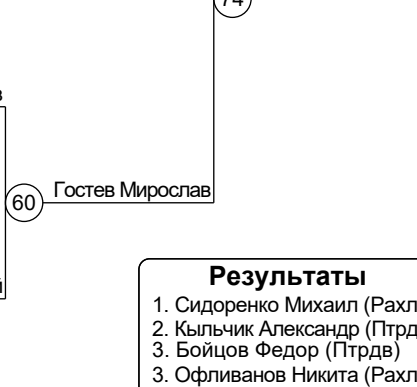 74
60
Гостев Мирослав
Результаты
1. Сидоренко Михаил (Рахл
2. Кыльчик Александр (Птрд
3. Бойцов Федор (Птрдв)
3. Офливанов Никита (Рахл